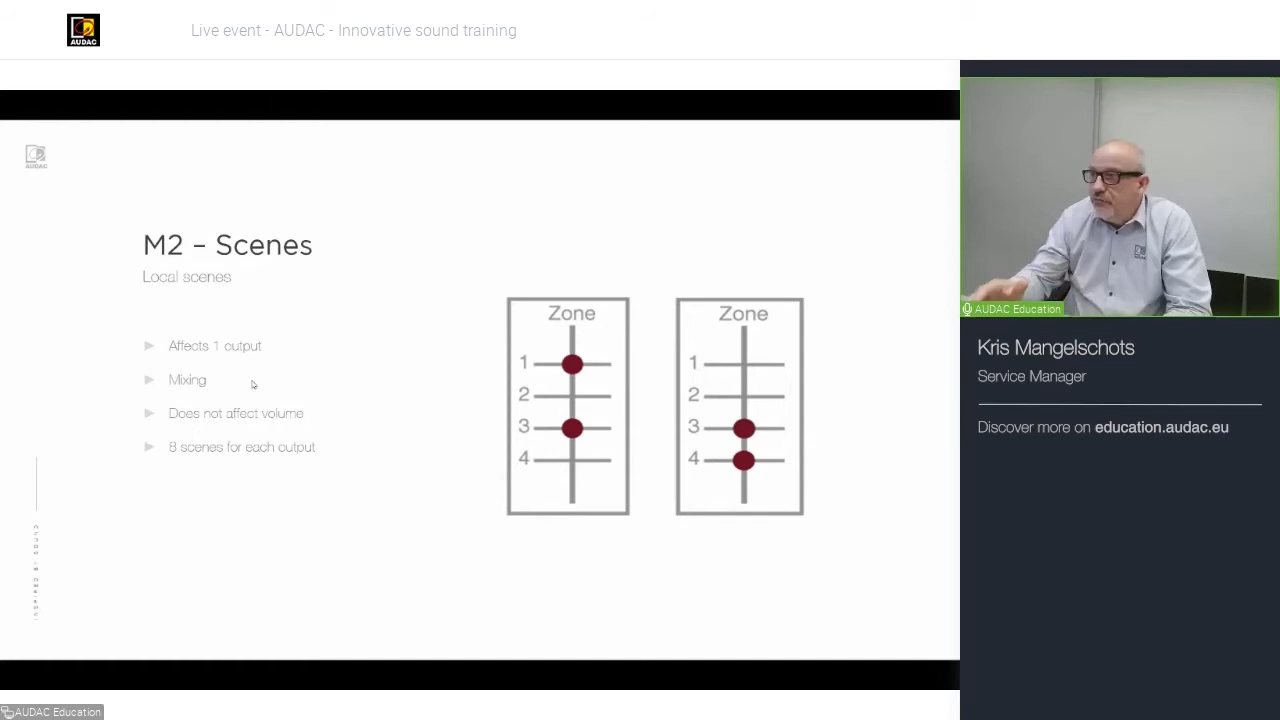 AUDAC
Live event - AUDAC - Innovative sound training
AUDAC
M2 – Scenes
Local scenes
Affects 1 output
Mixing
Does not affect volume
8 scenes for each output
Zone
1
2
3
4
Zone
1
2
3
4
AUDAC Education
Kris Mangelschots
Service Manager
Discover more on education.audac.eu
AUDAC Education